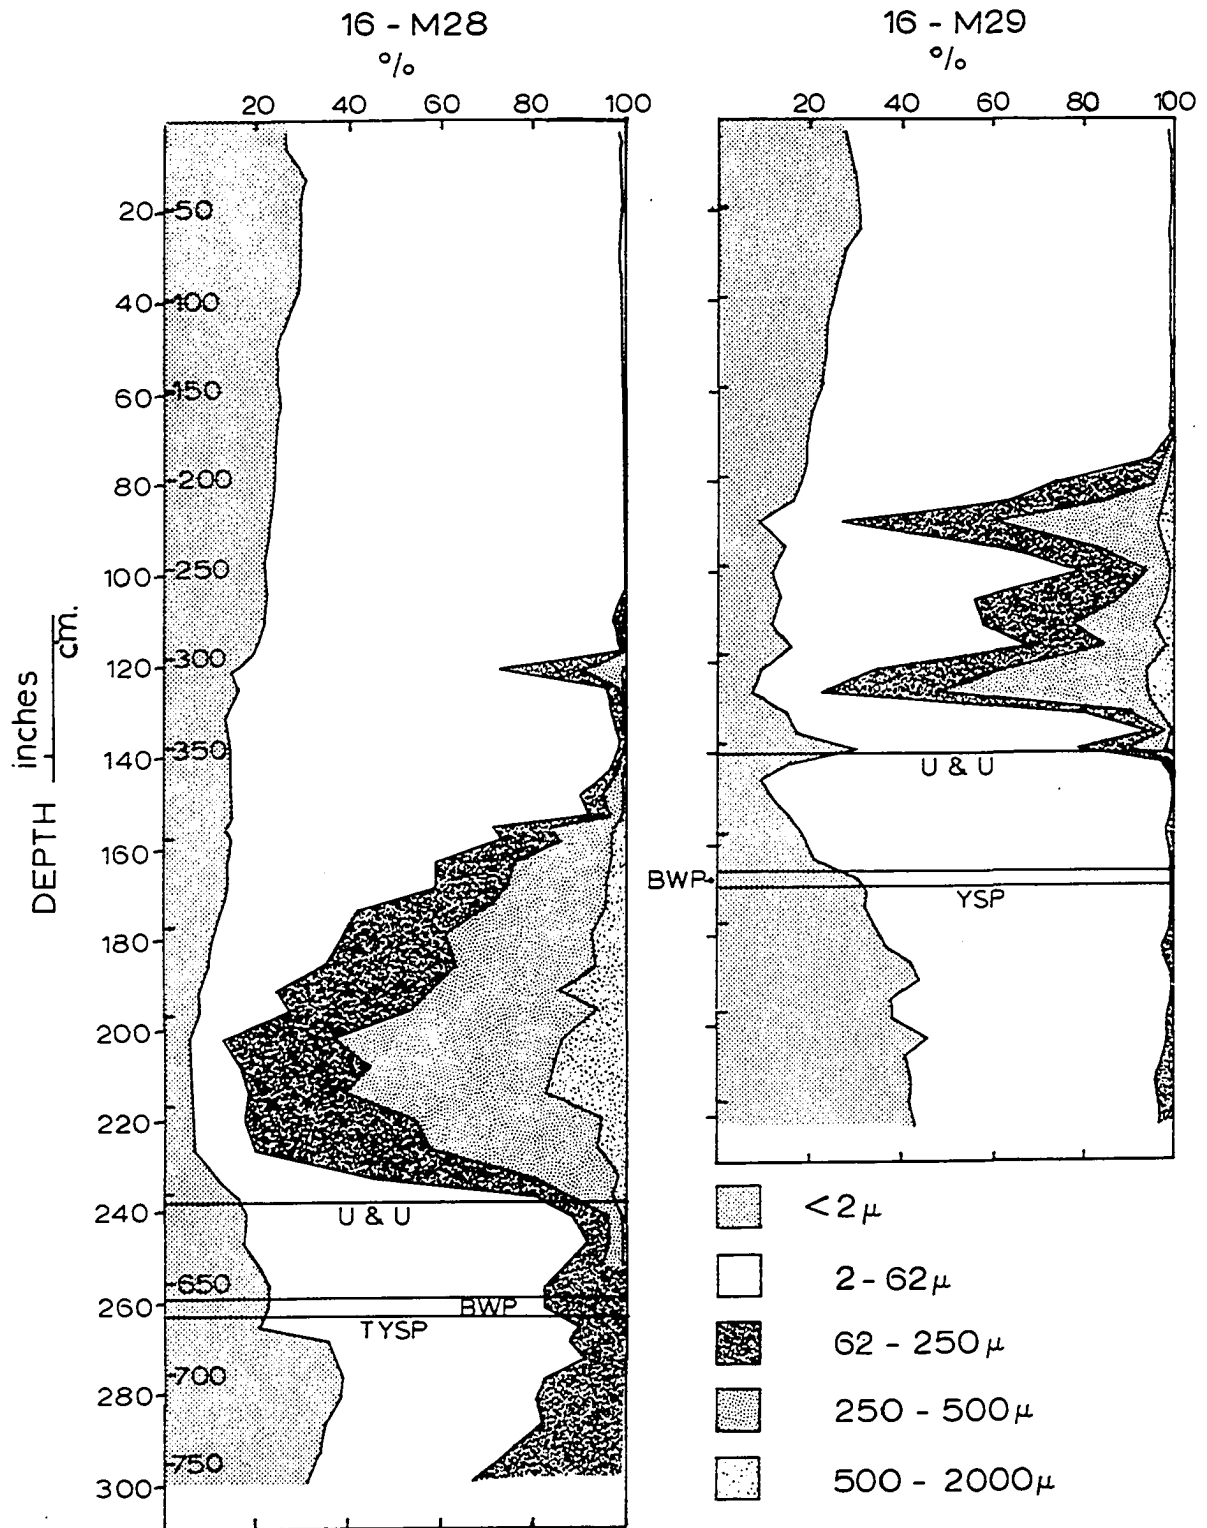 16 - M28
%
20 40 60 80 100
16 - M29
%
20 40 60 80 100
DEPTH inches cm.
20 50
40 100
60 150
80 200
100 250
120 300
140 350
160
180
200
220
240
650
260
700
280
750
300
U & U
BWP
TYSP
U & U
BWP
YSP
<2μ
2 - 62μ
62 - 250μ
250 - 500μ
500 - 2000μ